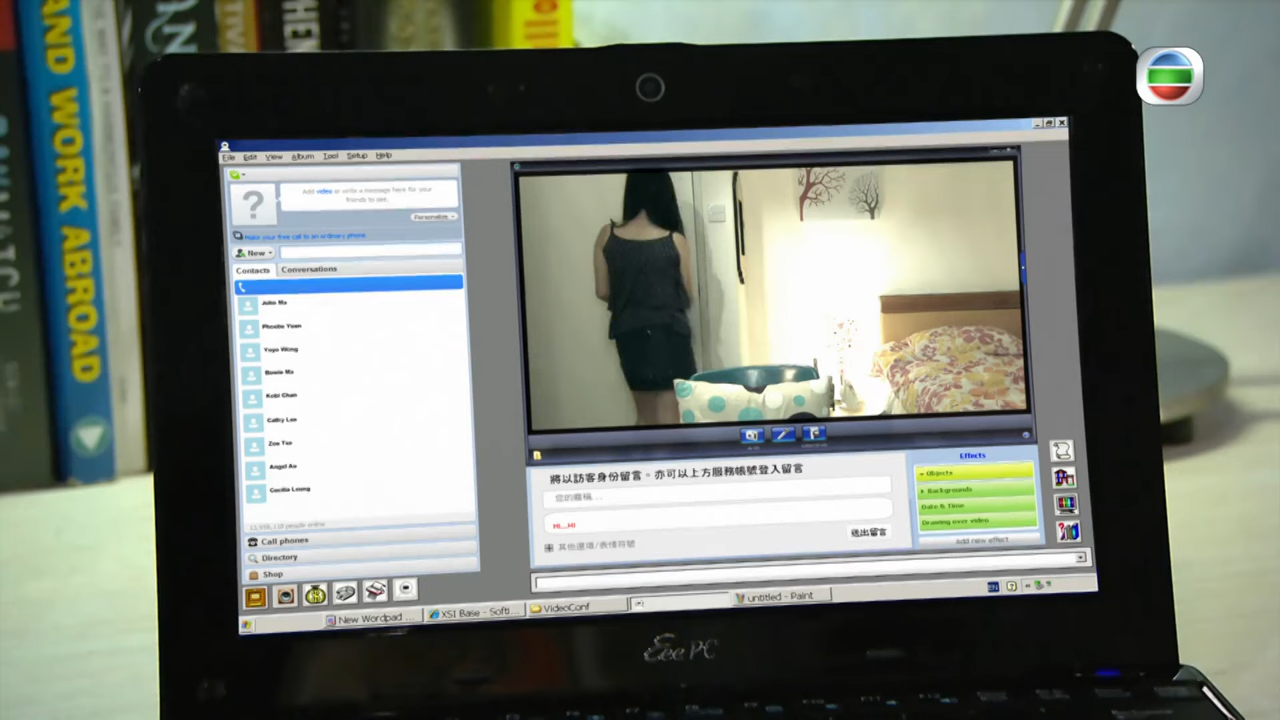 AND WORK ABROAD
File Edit View Album Tool Setup Help
Add video or write a message here for your
friends to see.
Personalise
Make your free call to an ordinary phone
New
Contacts Conversations
John Ma
Phoebe Yuen
Yoyo Wong
Bowie Ma
Kobi Chan
Cathy Lee
Zoe Tse
Angel Au
Cecilia Leung
people online
Call phones
Directory
Shop
將以訪客身份留言。亦可以上方服務帳號登入留言
您的暱稱...
HI...HI
送出留言
其他選項/表情符號
Effects
Objects
Backgrounds
Date & Time
Drawing over video
Add new effect
New Wordpad ...
XSI Base - Soft...
VideoConf
untitled - Paint
Eee PC